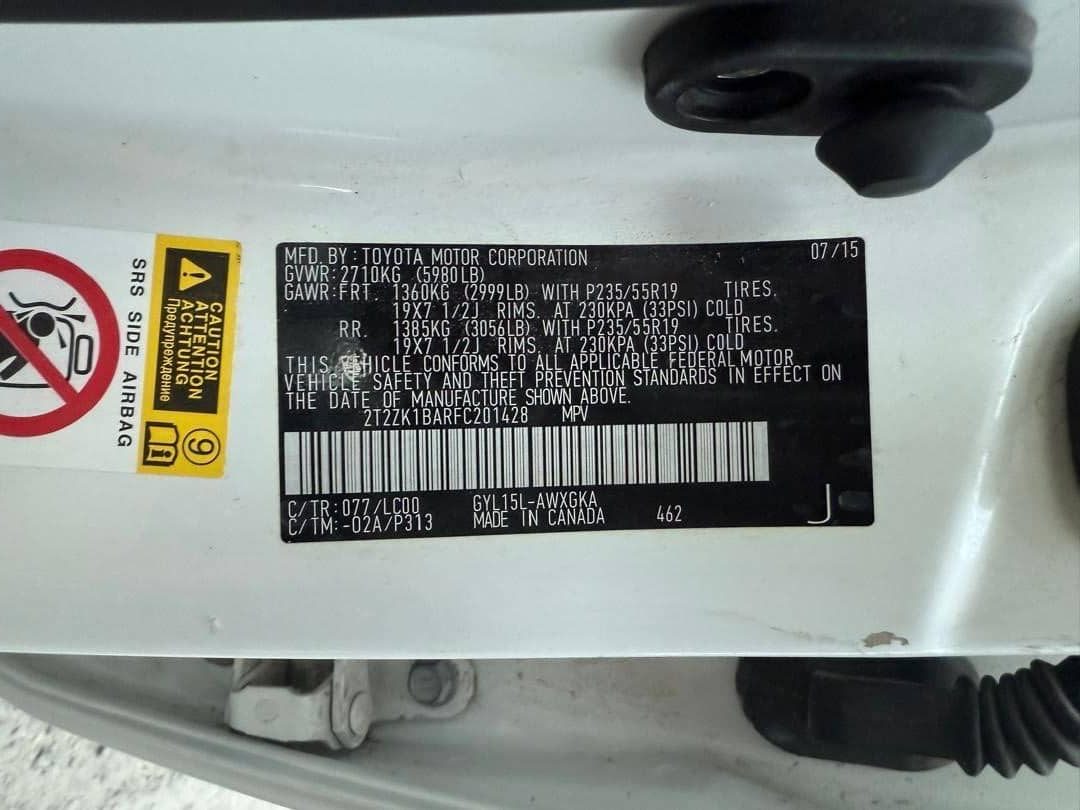 MFD. BY: TOYOTA MOTOR CORPORATION 07/15
GVWR: 2710KG (5980LB)
GAWR: FRT. 1360KG (2999LB) WITH P235/55R19 TIRES.
19X7 1/2J RIMS. AT 230KPA (33PSI) COLD
RR. 1385KG (3056LB) WITH P235/55R19 TIRES.
19X7 1/2J RIMS. AT 230KPA (33PSI) COLD
THIS VEHICLE CONFORMS TO ALL APPLICABLE FEDERAL MOTOR
VEHICLE SAFETY AND THEFT PREVENTION STANDARDS IN EFFECT ON
THE DATE OF MANUFACTURE SHOWN ABOVE.
2T2ZK1BARFC201428 MPV
C/TR: 077/LC00 GYL15L-AWXGKA
C/TM: -02A/P313 MADE IN CANADA 462 J
SRS SIDE AIRBAG
CAUTION
ATTENTION
ACHTUNG
Предупреждение
9